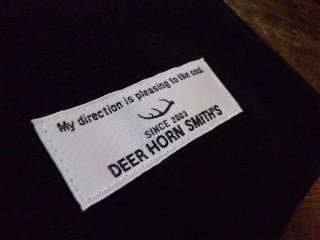 My direction is pleasing to the soul.
SINCE 2003
DEER HORN SMITH'S